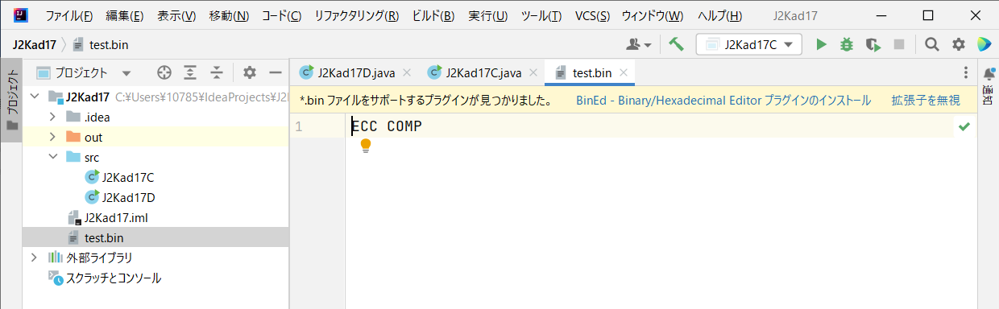 ファイル(F) 編集(E) 表示(V) 移動(N) コード(C) リファクタリング(R) ビルド(B) 実行(U) ツール(T) VCS(S) ウィンドウ(W) ヘルプ(H) J2Kad17
J2Kad17 test.bin J2Kad17C
プロジェクト
プロジェクト
J2Kad17D.java J2Kad17C.java test.bin
通知
J2Kad17 C:¥Users¥10785¥IdeaProjects¥J2
*.bin ファイルをサポートするプラグインが見つかりました。 BinEd - Binary/Hexadecimal Editor プラグインのインストール 拡張子を無視
.idea
1 ECC COMP
out
src
J2Kad17C
J2Kad17D
J2Kad17.iml
test.bin
外部ライブラリ
スクラッチとコンソール